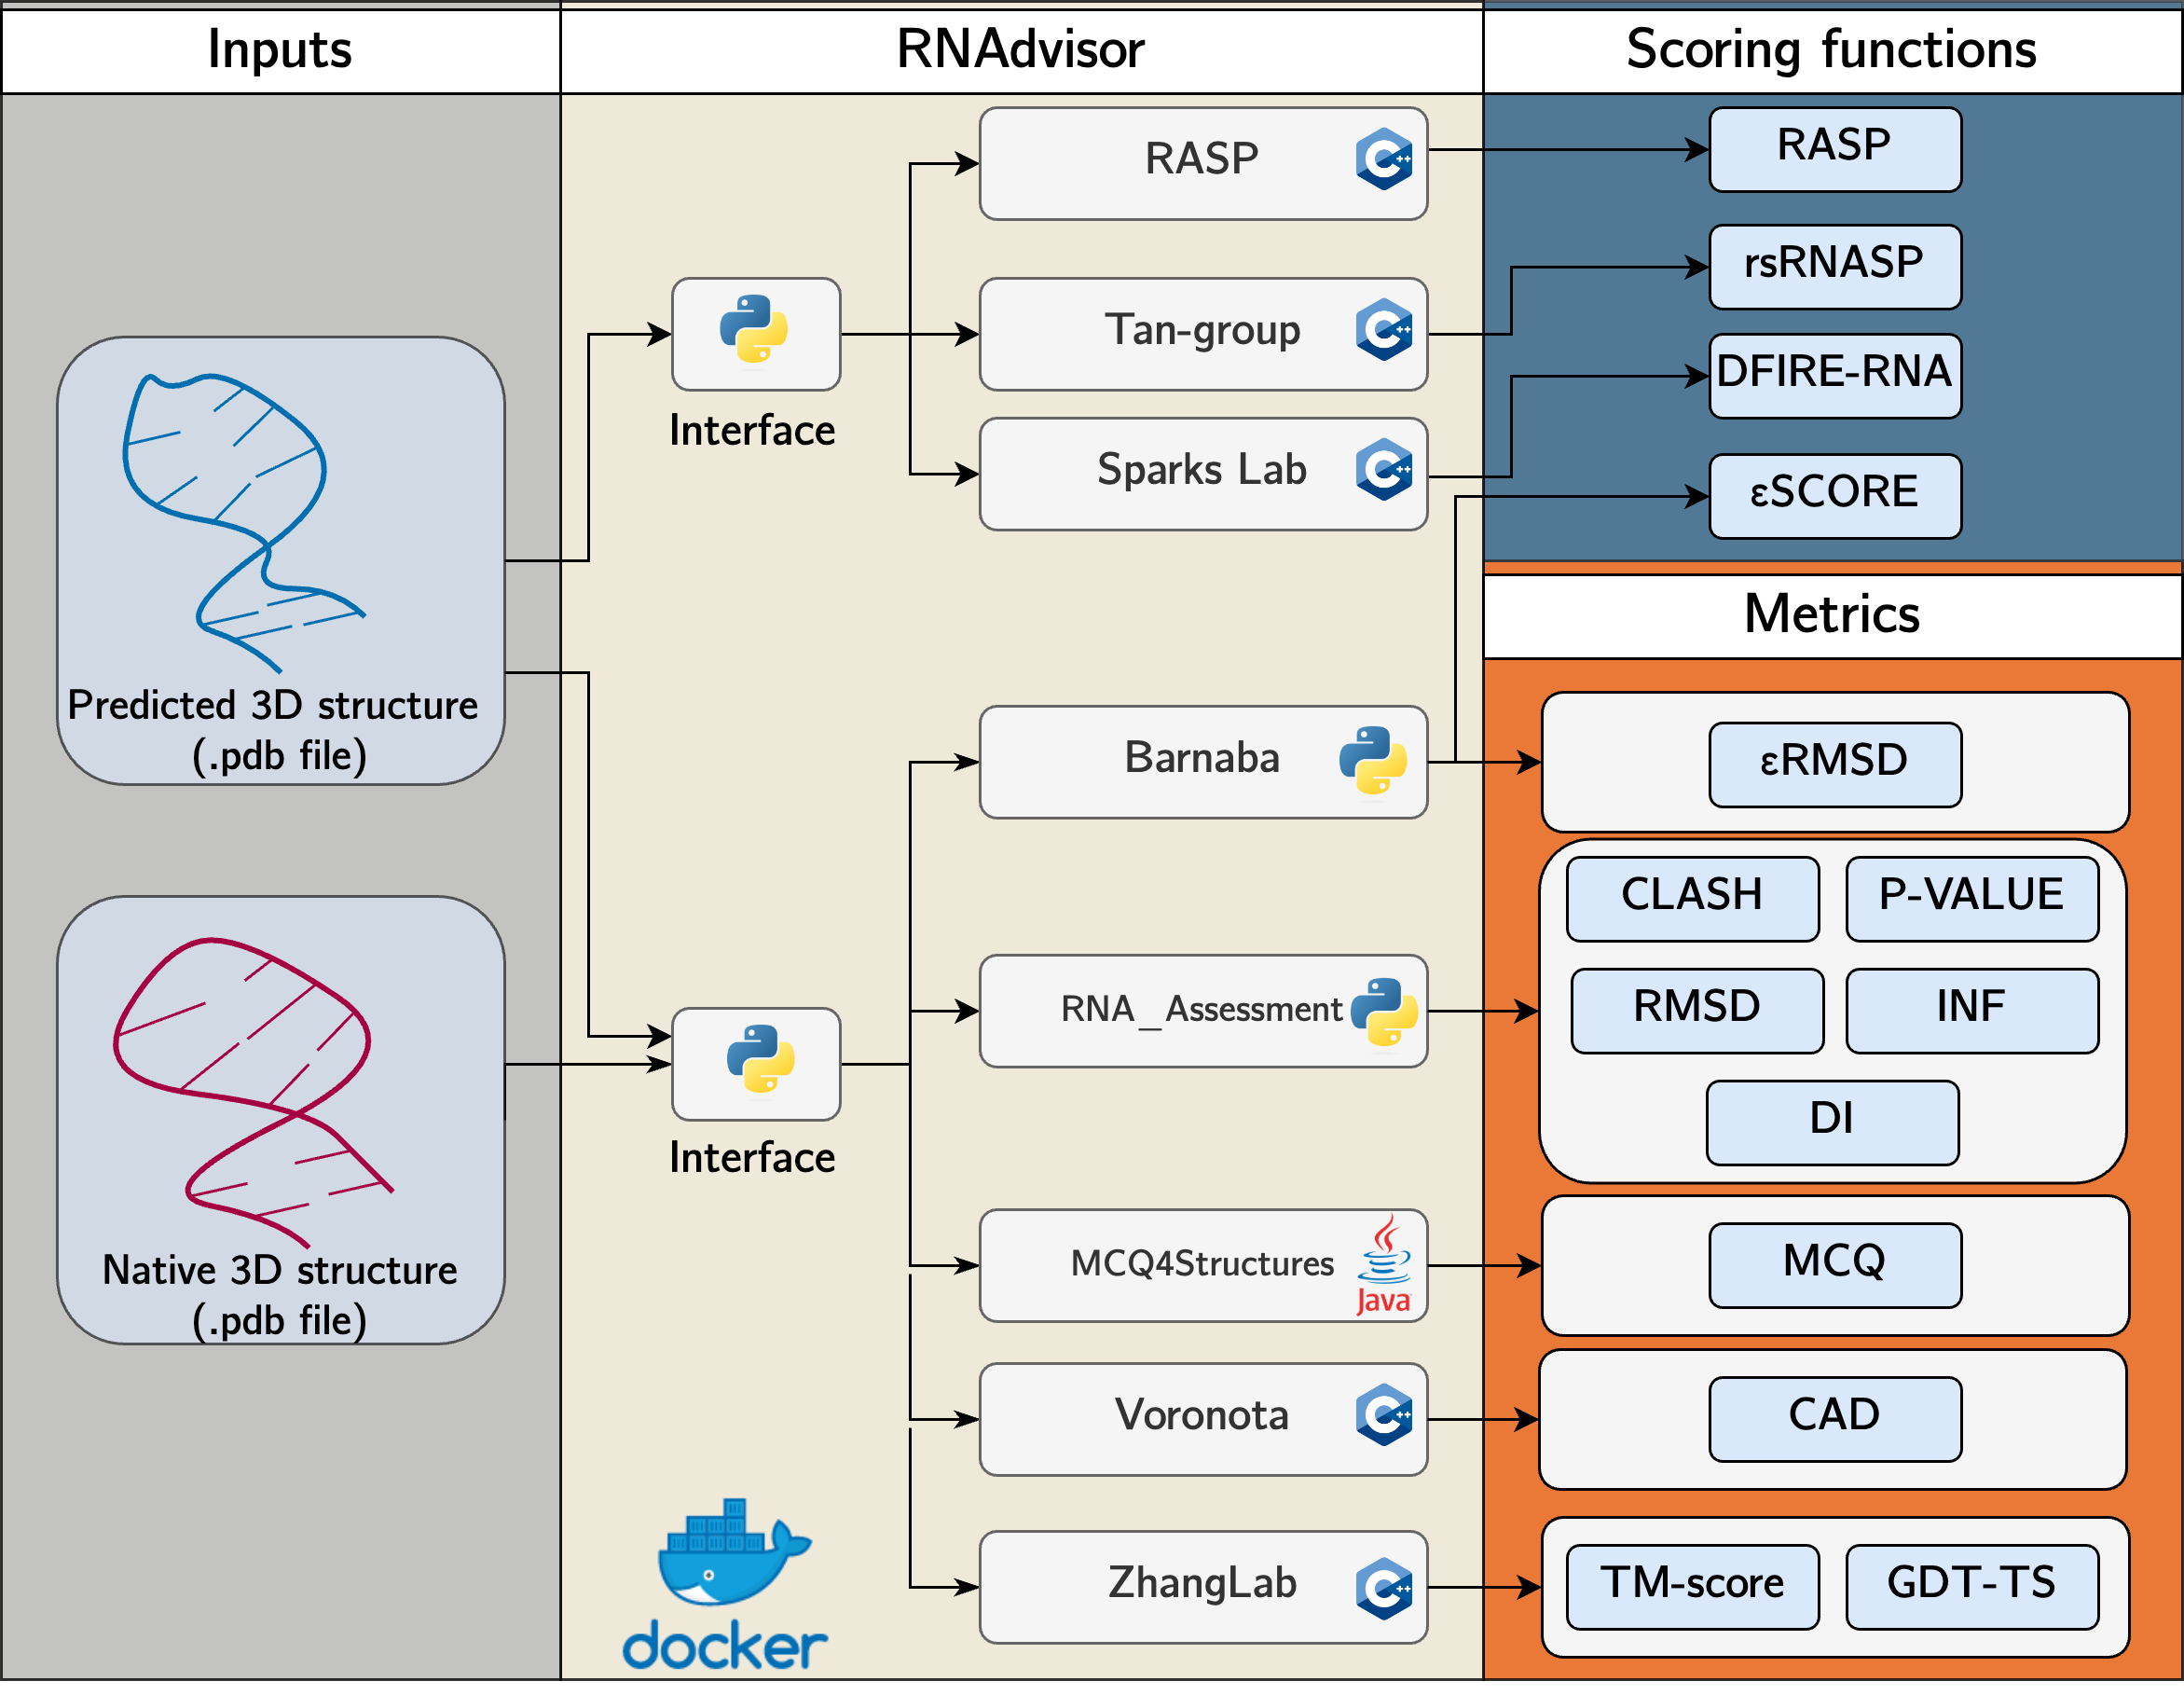 Inputs
RNAdvisor
Scoring functions
Predicted 3D structure
(.pdb file)
Native 3D structure
(.pdb file)
Interface
Interface
RASP
C++
Tan-group
C++
Sparks Lab
C++
Barnaba
RNA_Assessment
MCQ4Structures
Java
Voronota
C++
ZhangLab
C++
docker
RASP
rsRNASP
DFIRE-RNA
εSCORE
Metrics
εRMSD
CLASH
P-VALUE
RMSD
INF
DI
MCQ
CAD
TM-score
GDT-TS